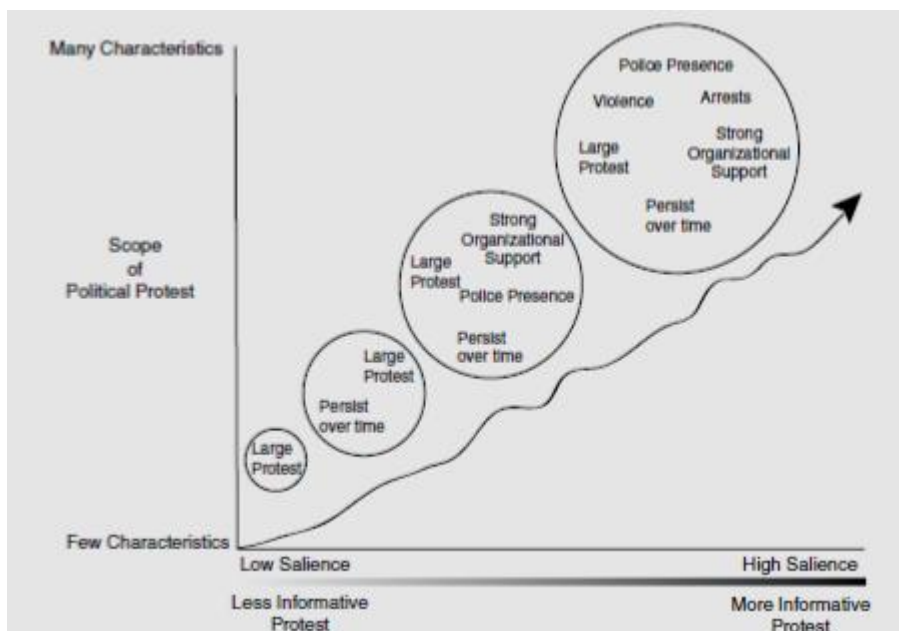 Many Characteristics
Police Presence
Violence
Arrests
Large
Protest
Strong
Organizational
Support
Persist
over time
Strong
Organizational
Support
Large
Protest
Police Presence
Persist
over time
Scope
of
Political Protest
Large
Protest
Persist
over time
Large
Protest
Few Characteristics
Low Salience
High Salience
Less Informative
Protest
More Informative
Protest